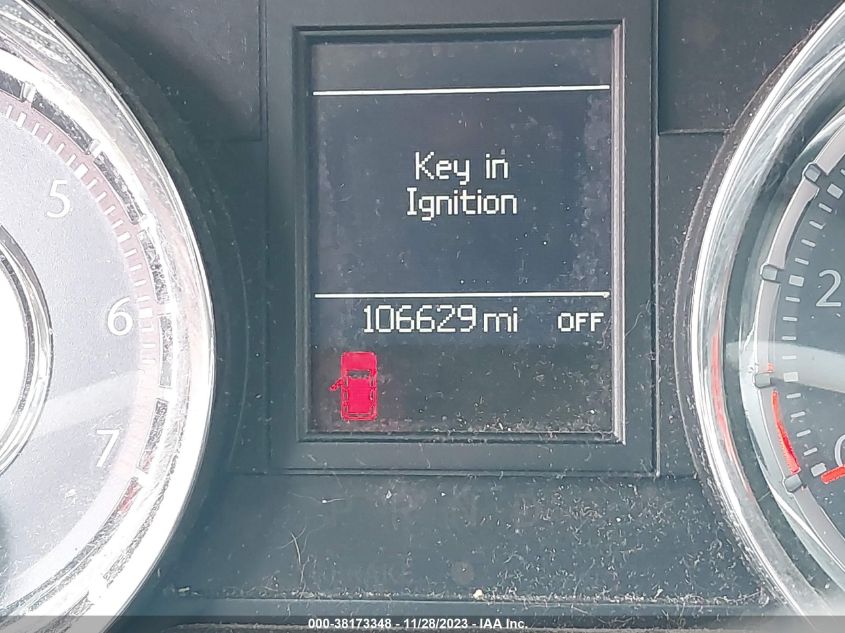 5
6
7
Key in
Ignition
106629 mi OFF
2
000-38173348 - 11/28/2023 - IAA Inc.